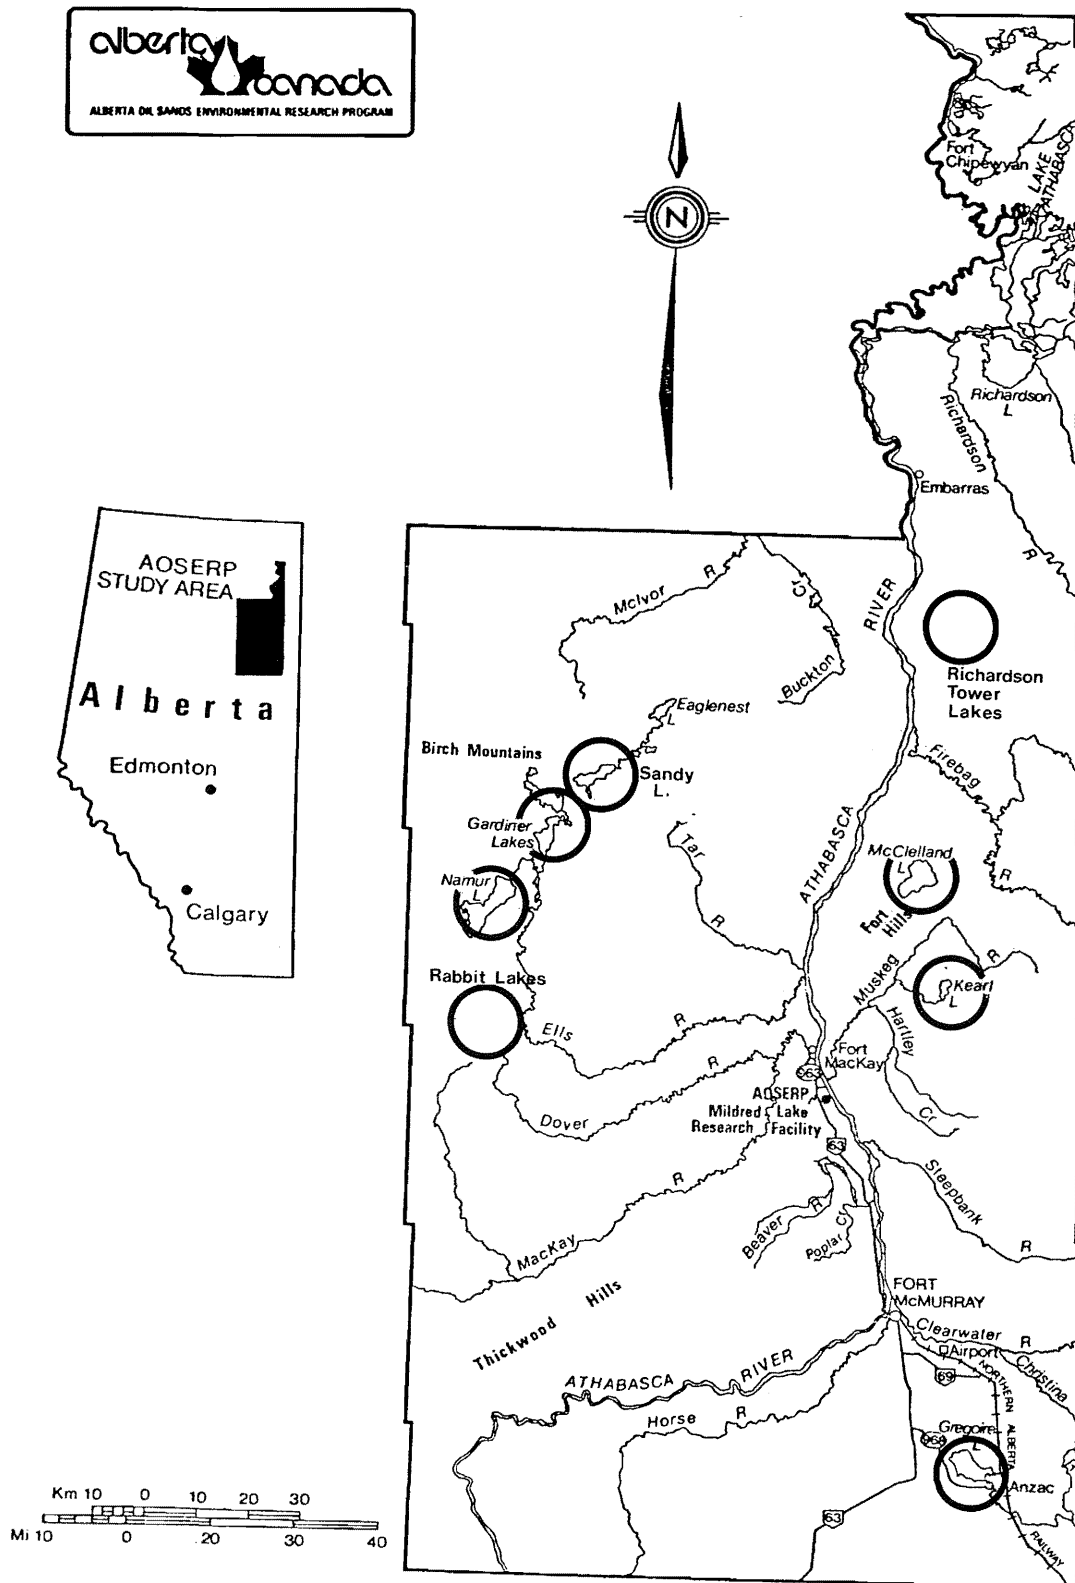 alberta
canada
ALBERTA OIL SANDS ENVIRONMENTAL RESEARCH PROGRAM
N
Fort
Chipewyan
LAKE
ATHABASCA
Richardson
L
Richardson
R
Embarras
AOSERP
STUDY AREA
Alberta
Edmonton
Calgary
McIvor R
Cr
Buckton
RIVER
Richardson
Tower
Lakes
Eaglenest
L
Birch Mountains
Sandy
L.
Firebag
R
Gardiner
Lakes
Tar
R
ATHABASCA
McClelland
L
Namur
L
Fort
Hills
Muskeg
R
Kearl
L
Rabbit Lakes
Ells
R
Hartley
Cr
Fort
MacKay
963
Dover
R
AOSERP
Mildred Lake
Research Facility
63
Steepbank
R
Beaver
R
Poplar Cr
MacKay
R
Thickwood Hills
FORT
McMURRAY
Clearwater
R
Airport
Christina
69
NORTHERN ALBERTA
RAILWAY
ATHABASCA RIVER
Horse R
Gregoire
L
968
Anzac
63
Km 10 0 10 20 30
Mi 10 0 20 30 40